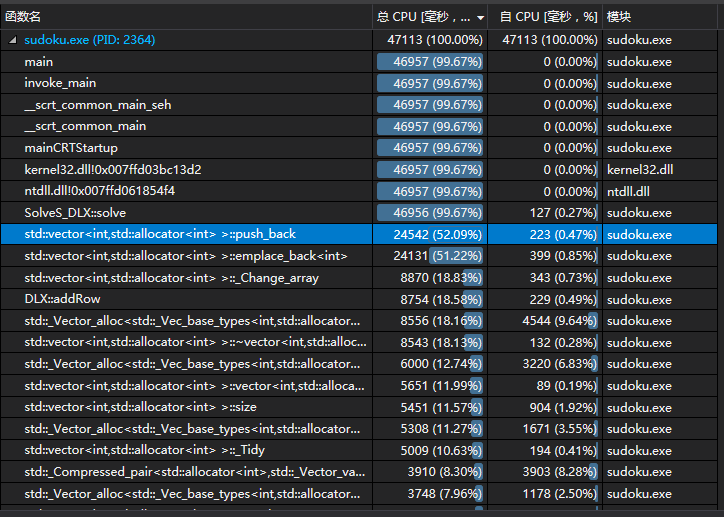 函数名 总 CPU [毫秒，... 自 CPU [毫秒，%] 模块
sudoku.exe (PID: 2364) 47113 (100.00%) 47113 (100.00%) sudoku.exe
main 46957 (99.67%) 0 (0.00%) sudoku.exe
invoke_main 46957 (99.67%) 0 (0.00%) sudoku.exe
__scrt_common_main_seh 46957 (99.67%) 0 (0.00%) sudoku.exe
__scrt_common_main 46957 (99.67%) 0 (0.00%) sudoku.exe
mainCRTStartup 46957 (99.67%) 0 (0.00%) sudoku.exe
kernel32.dll!0x007ffd03bc13d2 46957 (99.67%) 0 (0.00%) kernel32.dll
ntdll.dll!0x007ffd061854f4 46957 (99.67%) 0 (0.00%) ntdll.dll
SolveS_DLX::solve 46956 (99.67%) 127 (0.27%) sudoku.exe
std::vector<int,std::allocator<int> >::push_back 24542 (52.09%) 223 (0.47%) sudoku.exe
std::vector<int,std::allocator<int> >::emplace_back<int> 24131 (51.22%) 399 (0.85%) sudoku.exe
std::vector<int,std::allocator<int> >::_Change_array 8870 (18.83%) 343 (0.73%) sudoku.exe
DLX::addRow 8754 (18.58%) 229 (0.49%) sudoku.exe
std::_Vector_alloc<std::_Vec_base_types<int,std::allocator... 8556 (18.16%) 4544 (9.64%) sudoku.exe
std::vector<int,std::allocator<int> >::~vector<int,std::alloc... 8543 (18.13%) 132 (0.28%) sudoku.exe
std::_Vector_alloc<std::_Vec_base_types<int,std::allocator... 6000 (12.74%) 3220 (6.83%) sudoku.exe
std::vector<int,std::allocator<int> >::vector<int,std::alloca... 5651 (11.99%) 89 (0.19%) sudoku.exe
std::vector<int,std::allocator<int> >::size 5451 (11.57%) 904 (1.92%) sudoku.exe
std::_Vector_alloc<std::_Vec_base_types<int,std::allocator... 5308 (11.27%) 1671 (3.55%) sudoku.exe
std::vector<int,std::allocator<int> >::_Tidy 5009 (10.63%) 194 (0.41%) sudoku.exe
std::_Compressed_pair<std::allocator<int>,std::_Vector_va... 3910 (8.30%) 3903 (8.28%) sudoku.exe
std::_Vector_alloc<std::_Vec_base_types<int,std::allocator... 3748 (7.96%) 1178 (2.50%) sudoku.exe